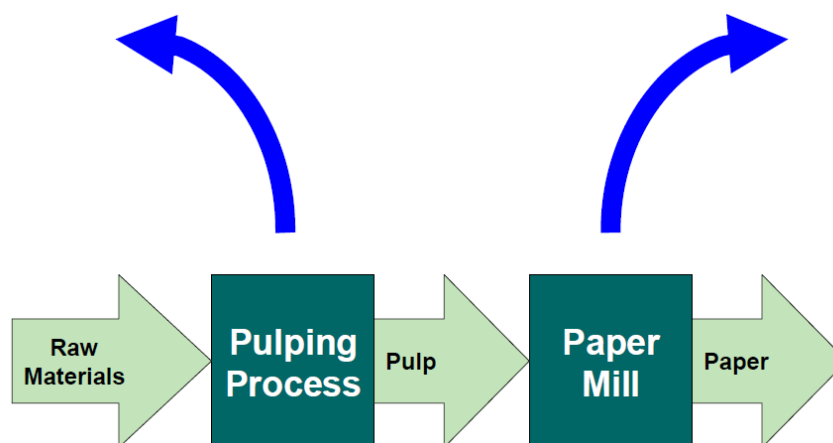 Raw
Materials
Pulping
Process
Pulp
Paper
Mill
Paper